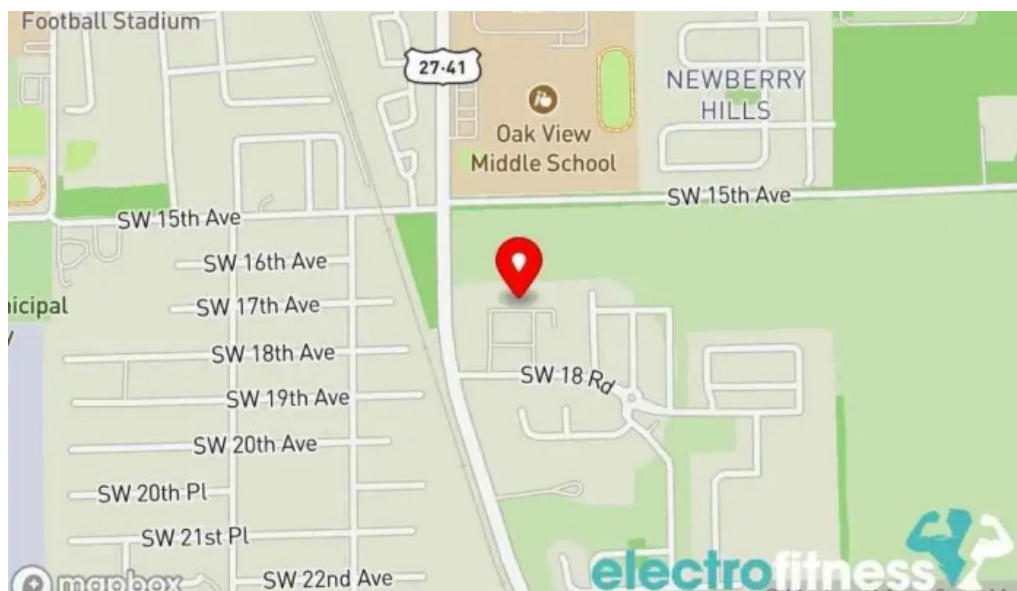 Football Stadium
27-41
NEWBERRY
HILLS
Oak View
Middle School
SW 15th Ave
SW 15th Ave
SW 16th Ave
nicipal
SW 17th Ave
SW 18th Ave
SW 18 Rd
SW 19th Ave
SW 20th Ave
SW 20th Pl
SW 21st Pl
SW 22nd Ave
mapbox
electrofitness